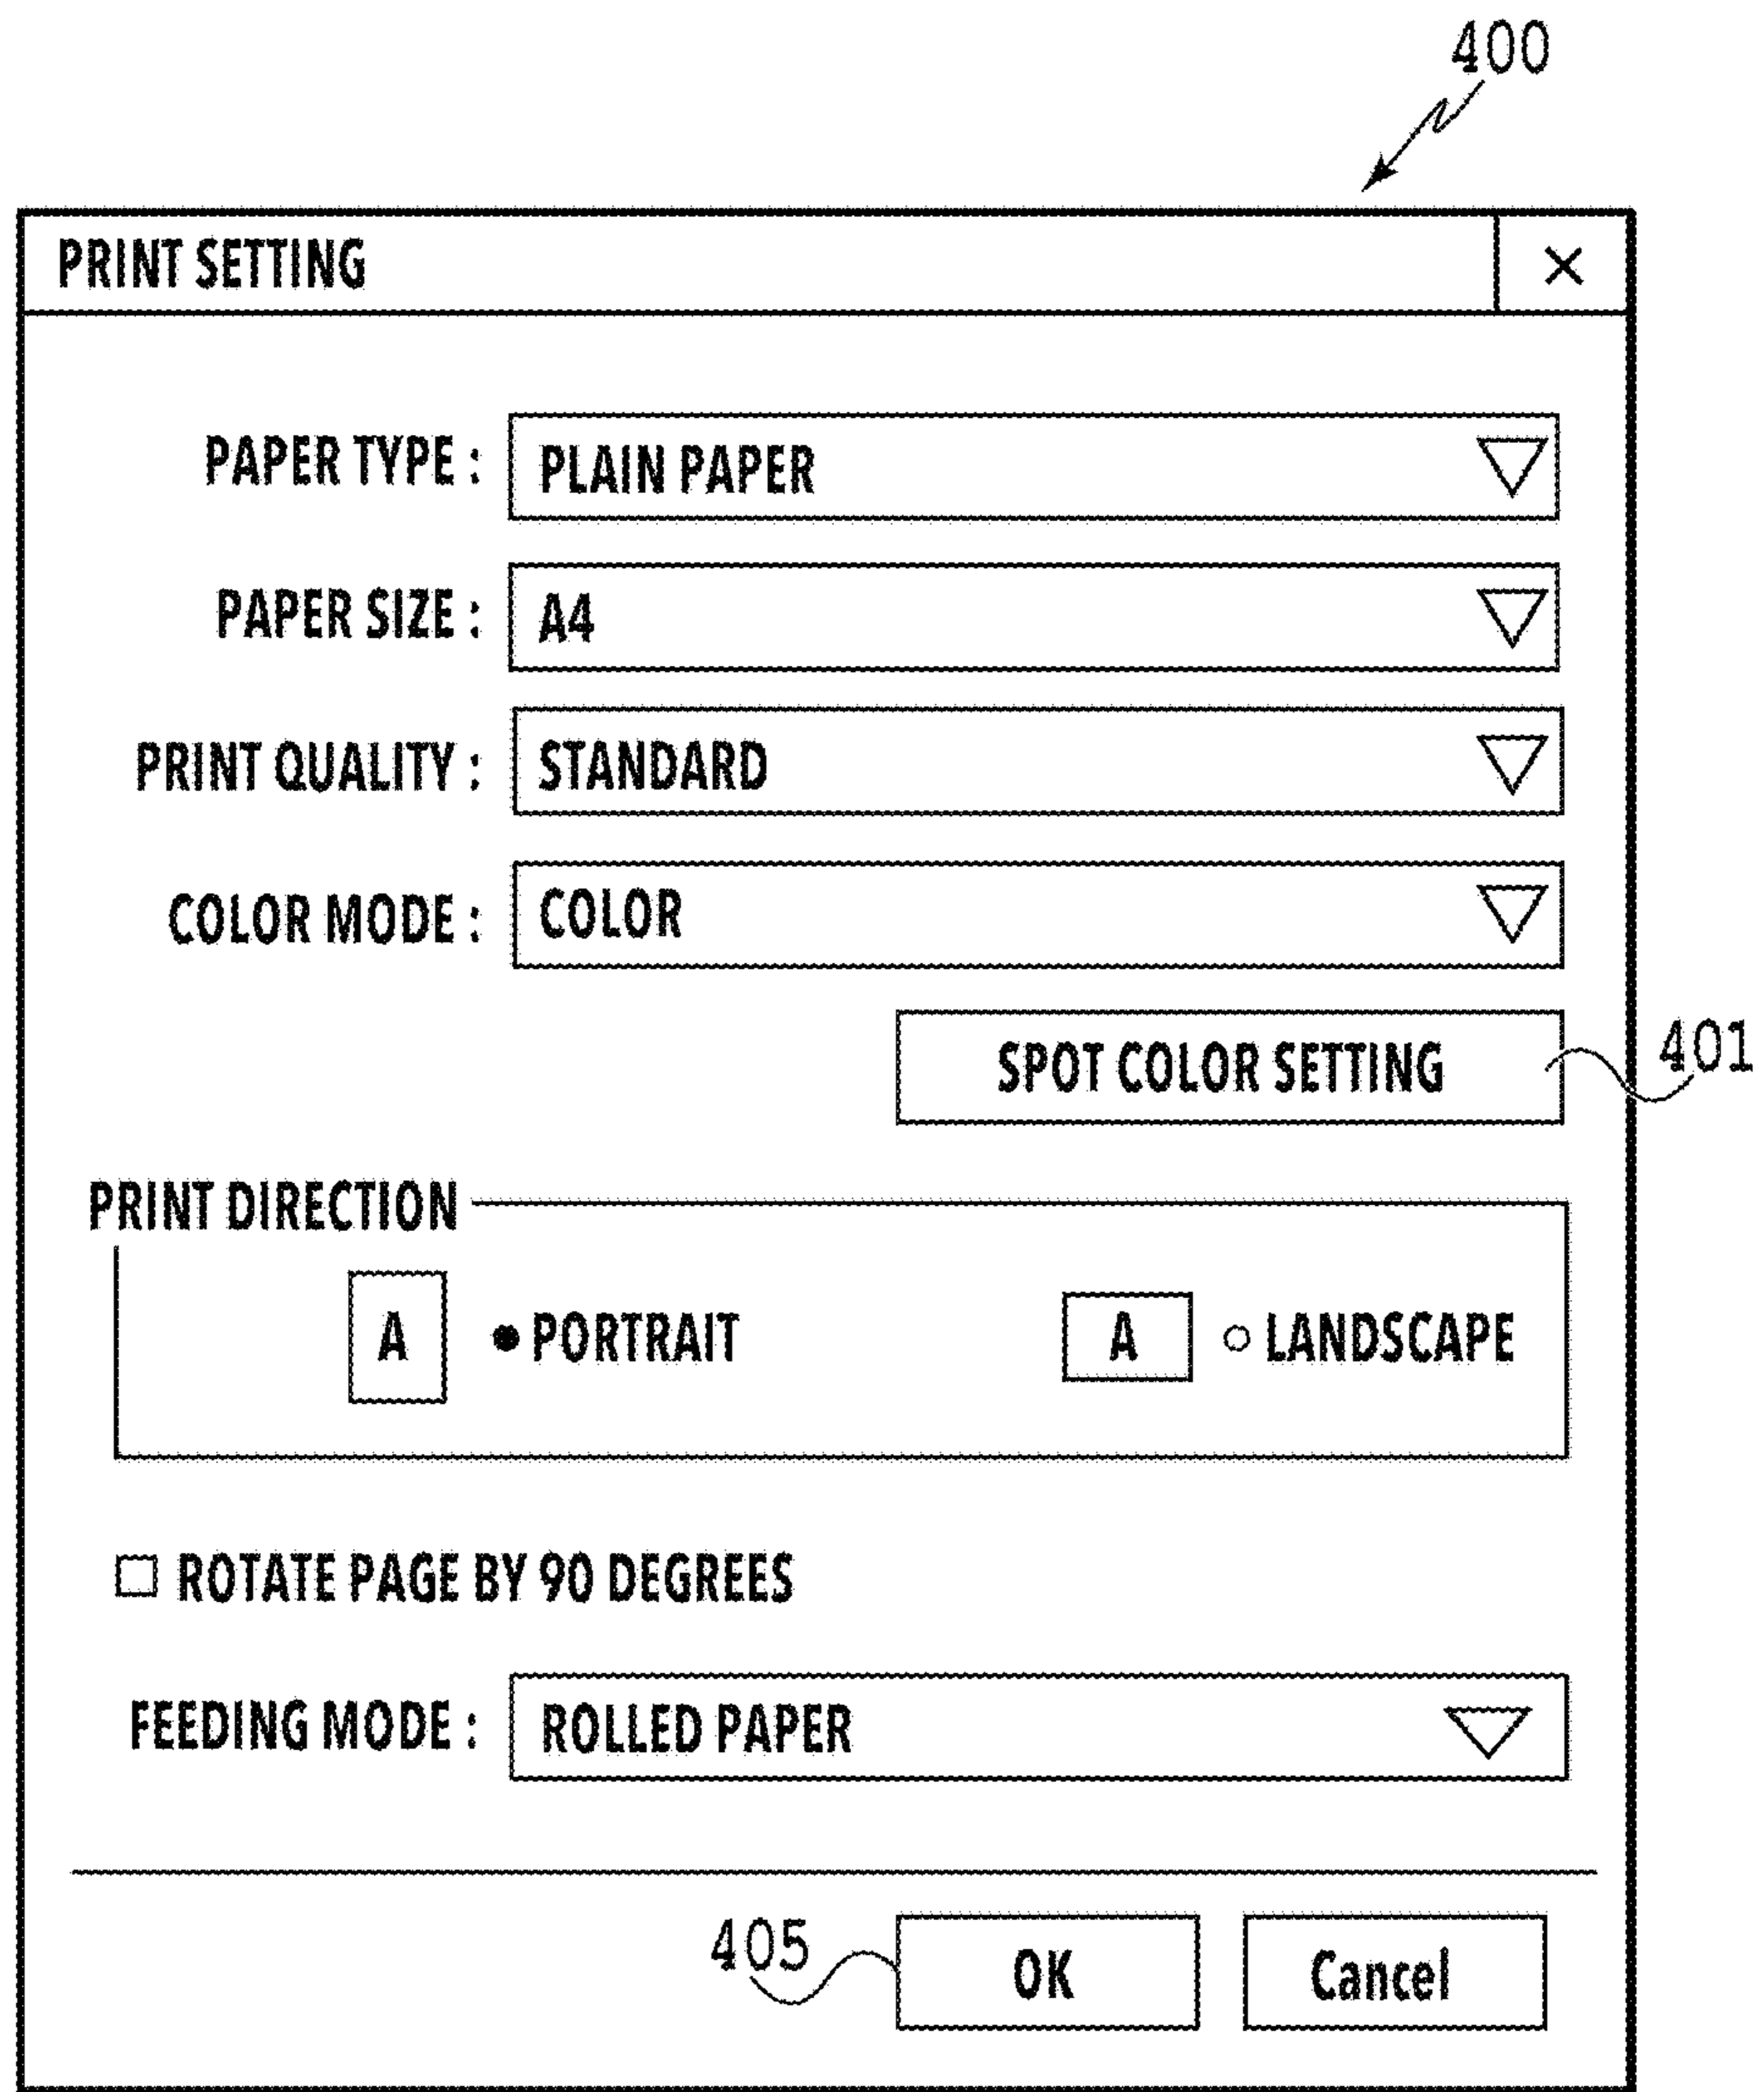 400
PRINT SETTING ×
PAPER TYPE : PLAIN PAPER
PAPER SIZE : A4
PRINT QUALITY : STANDARD
COLOR MODE : COLOR
SPOT COLOR SETTING 401
PRINT DIRECTION
A PORTRAIT A LANDSCAPE
ROTATE PAGE BY 90 DEGREES
FEEDING MODE : ROLLED PAPER
405 OK Cancel